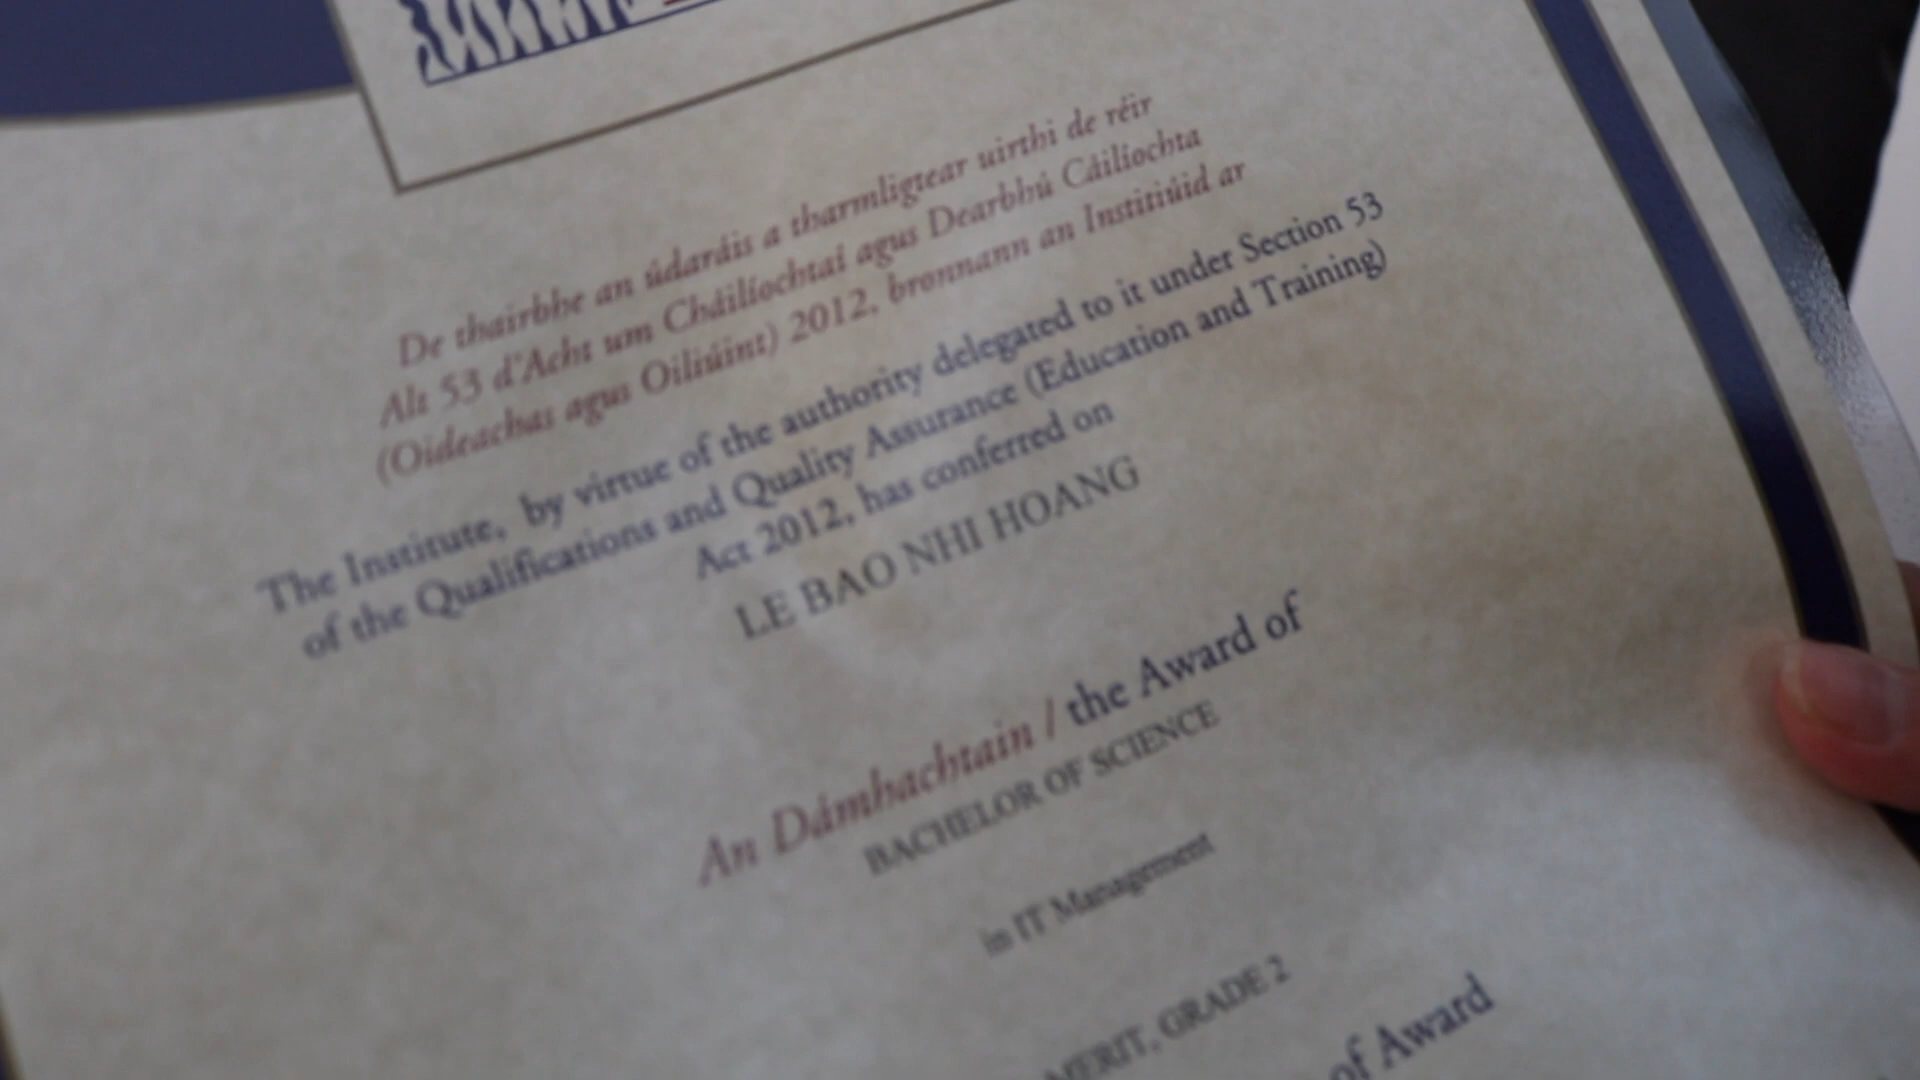 De thairbhe an údaráis a tharmligtear uirthi de réir
Alt 53 d'Acht um Cháilíochtaí agus Dearbhú Cáilíochta
(Oideachas agus Oiliúint) 2012, bronnann an Institiúid ar
The Institute, by virtue of the authority delegated to it under Section 53
of the Qualifications and Quality Assurance (Education and Training)
Act 2012, has conferred on
LE BAO NHI HOANG
An Dámhachtain / the Award of
BACHELOR OF SCIENCE
in IT Management
MERIT, GRADE 2
of Award